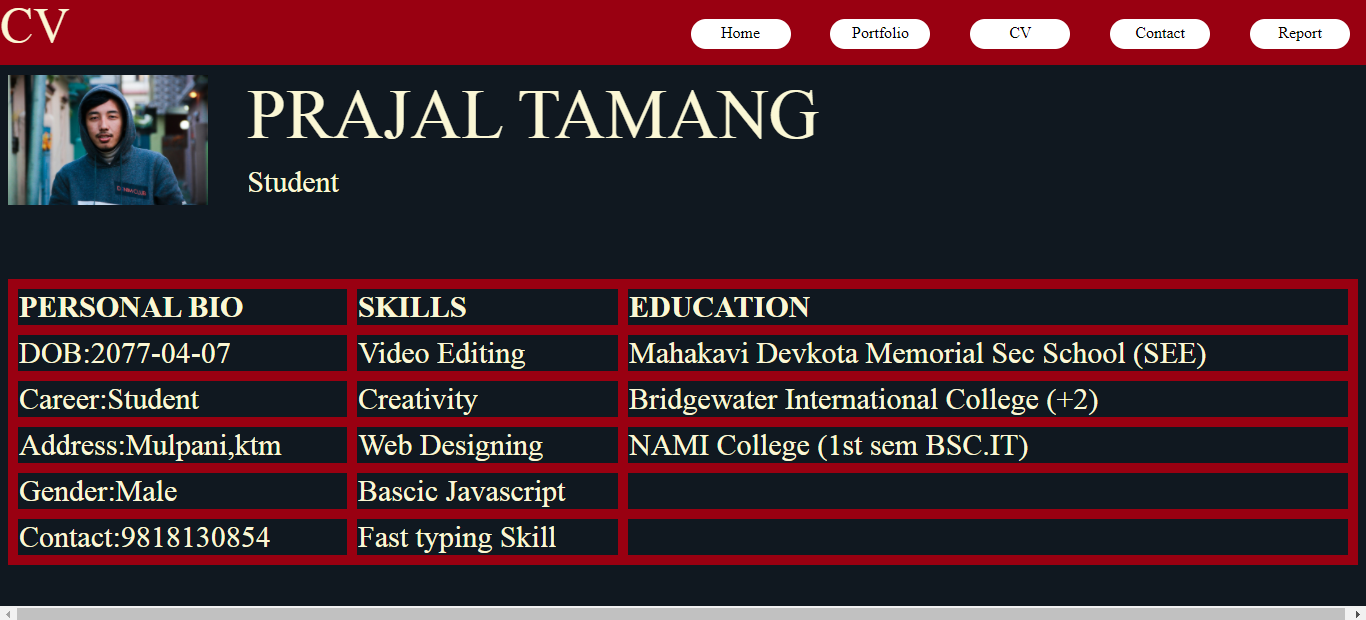 CV
Home Portfolio CV Contact Report
PRAJAL TAMANG
Student
PERSONAL BIO SKILLS EDUCATION
DOB:2077-04-07 Video Editing Mahakavi Devkota Memorial Sec School (SEE)
Career:Student Creativity Bridgewater International College (+2)
Address:Mulpani,ktm Web Designing NAMI College (1st sem BSC.IT)
Gender:Male Bascic Javascript
Contact:9818130854 Fast typing Skill